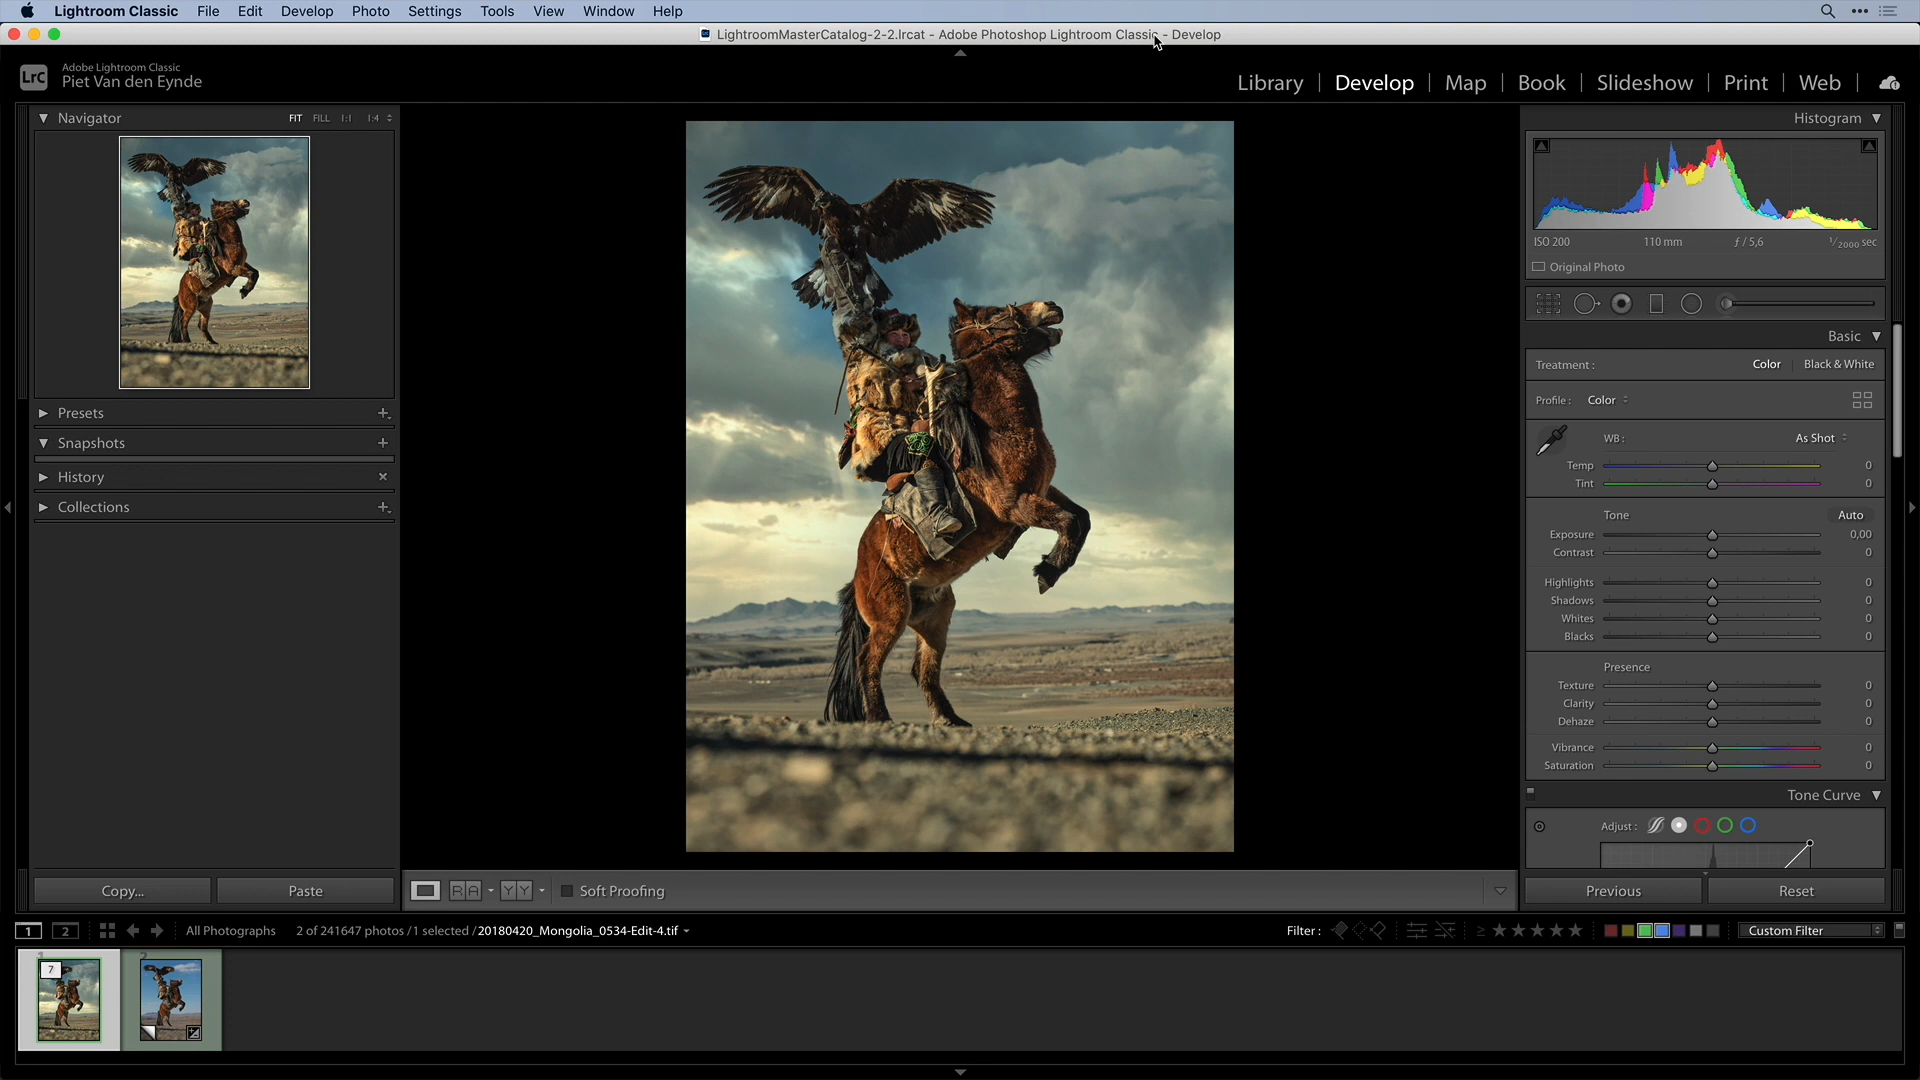 Lightroom Classic File Edit Develop Photo Settings Tools View Window Help
LightroomMasterCatalog-2-2.lrcat - Adobe Photoshop Lightroom Classic - Develop
LrC
Adobe Lightroom Classic
Piet Van den Eynde
Library Develop Map Book Slideshow Print Web
Navigator FIT FILL 1:1 1:4
Presets
Snapshots
History
Collections
Copy... Paste
RA YY Soft Proofing
Histogram
ISO 200 110 mm ƒ / 5,6 1/2000 sec
Original Photo
Basic
Treatment : Color Black & White
Profile : Color
WB : As Shot
Temp 0
Tint 0
Tone Auto
Exposure 0,00
Contrast 0
Highlights 0
Shadows 0
Whites 0
Blacks 0
Presence
Texture 0
Clarity 0
Dehaze 0
Vibrance 0
Saturation 0
Tone Curve
Adjust :
Previous Reset
1 2 All Photographs 2 of 241647 photos / 1 selected / 20180420_Mongolia_0534-Edit-4.tif Filter : ≥ Custom Filter
7